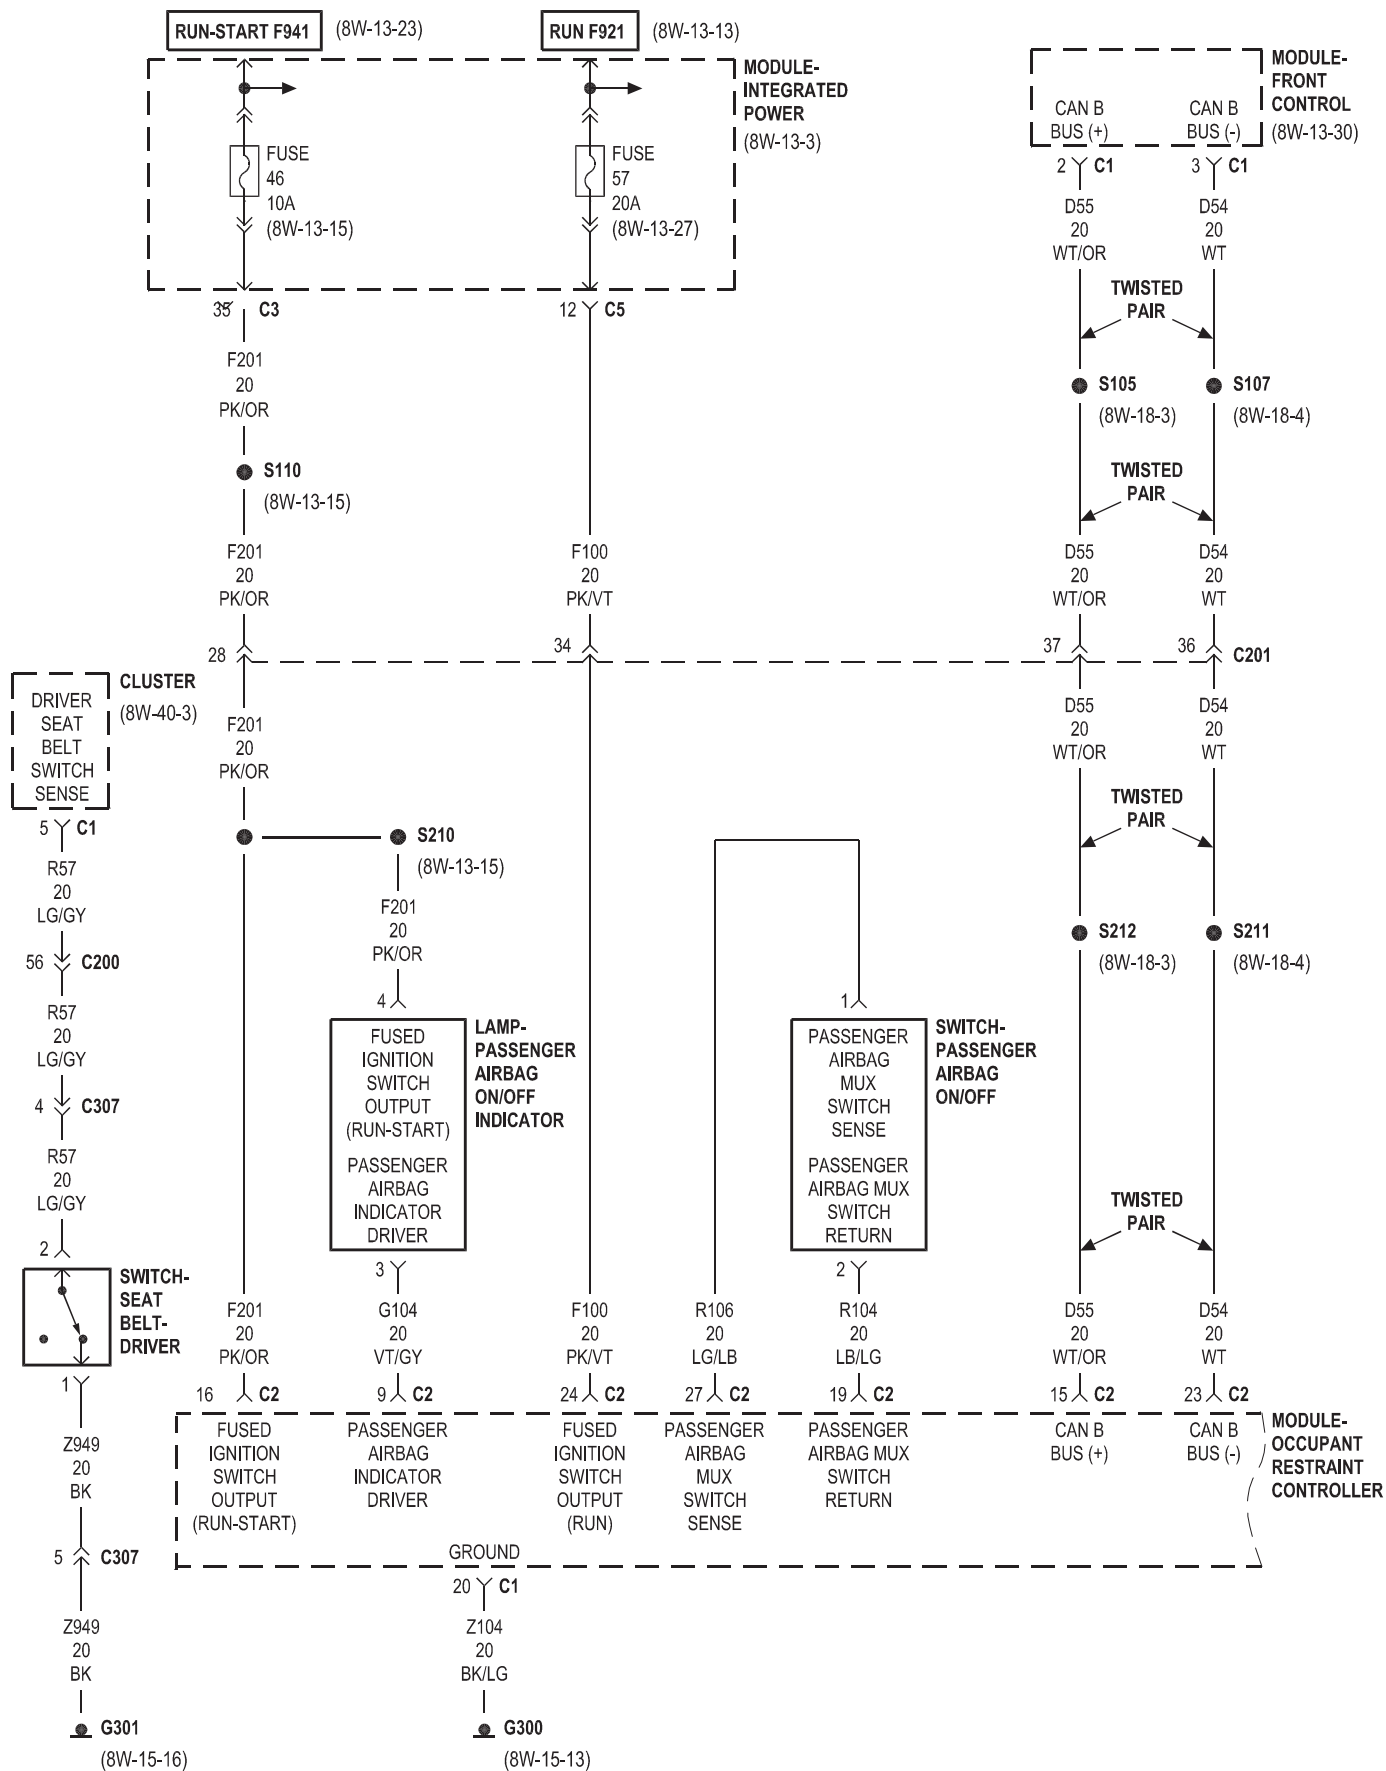 RUN-START F941
(8W-13-23)
RUN F921
(8W-13-13)
MODULE-
INTEGRATED
POWER
(8W-13-3)
FUSE
46
10A
(8W-13-15)
FUSE
57
20A
(8W-13-27)
35
C3
12
C5
MODULE-
FRONT
CONTROL
(8W-13-30)
CAN B
BUS (+)
CAN B
BUS (-)
2
C1
3
C1
D55
20
WT/OR
D54
20
WT
TWISTED
PAIR
F201
20
PK/OR
S105
(8W-18-3)
S107
(8W-18-4)
S110
(8W-13-15)
TWISTED
PAIR
F201
20
PK/OR
F100
20
PK/VT
D55
20
WT/OR
D54
20
WT
28
34
37
36
C201
CLUSTER
(8W-40-3)
DRIVER
SEAT
BELT
SWITCH
SENSE
5
C1
F201
20
PK/OR
D55
20
WT/OR
D54
20
WT
TWISTED
PAIR
S210
(8W-13-15)
R57
20
LG/GY
F201
20
PK/OR
S212
(8W-18-3)
S211
(8W-18-4)
56
C200
R57
20
LG/GY
4
1
FUSED
IGNITION
SWITCH
OUTPUT
(RUN-START)
PASSENGER
AIRBAG
INDICATOR
DRIVER
LAMP-
PASSENGER
AIRBAG
ON/OFF
INDICATOR
PASSENGER
AIRBAG
MUX
SWITCH
SENSE
PASSENGER
AIRBAG MUX
SWITCH
RETURN
SWITCH-
PASSENGER
AIRBAG
ON/OFF
4
C307
R57
20
LG/GY
TWISTED
PAIR
2
SWITCH-
SEAT
BELT-
DRIVER
1
3
2
F201
20
PK/OR
G104
20
VT/GY
F100
20
PK/VT
R106
20
LG/LB
R104
20
LB/LG
D55
20
WT/OR
D54
20
WT
16
C2
9
C2
24
C2
27
C2
19
C2
15
C2
23
C2
FUSED
IGNITION
SWITCH
OUTPUT
(RUN-START)
PASSENGER
AIRBAG
INDICATOR
DRIVER
FUSED
IGNITION
SWITCH
OUTPUT
(RUN)
PASSENGER
AIRBAG
MUX
SWITCH
SENSE
PASSENGER
AIRBAG MUX
SWITCH
RETURN
CAN B
BUS (+)
CAN B
BUS (-)
MODULE-
OCCUPANT
RESTRAINT
CONTROLLER
Z949
20
BK
5
C307
GROUND
20
C1
Z949
20
BK
Z104
20
BK/LG
G301
(8W-15-16)
G300
(8W-15-13)